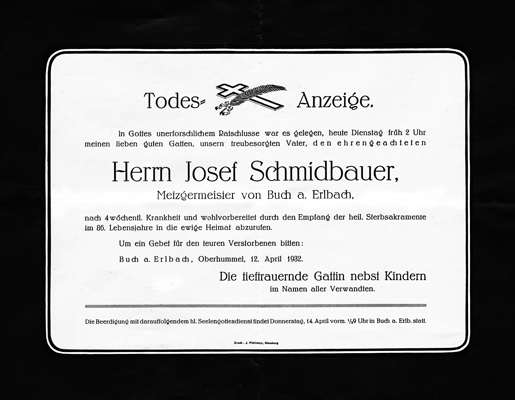 Todes= Anzeige.
In Gottes unerforschlichem Ratschlusse war es gelegen, heute Dienstag früh 2 Uhr
meinen lieben guten Gatten, unsern treubesorgten Vater, den ehrengeachteten
Herrn Josef Schmidbauer,
Metzgermeister von Buch a. Erlbach,
nach 4 wöchentl. Krankheit und wohlvorbereitet durch den Empfang der heil. Sterbsakramente
im 86. Lebensjahre in die ewige Heimat abzurufen.
Um ein Gebet für den teuren Verstorbenen bitten:
Buch a. Erlbach, Oberhummel, 12. April 1932.
Die tieftrauernde Gattin nebst Kindern
im Namen aller Verwandten.
Die Beerdigung mit darauffolgendem hl. Seelengottesdienst findet Donnerstag, 14. April vorm. ½9 Uhr in Buch a. Erlb. statt.